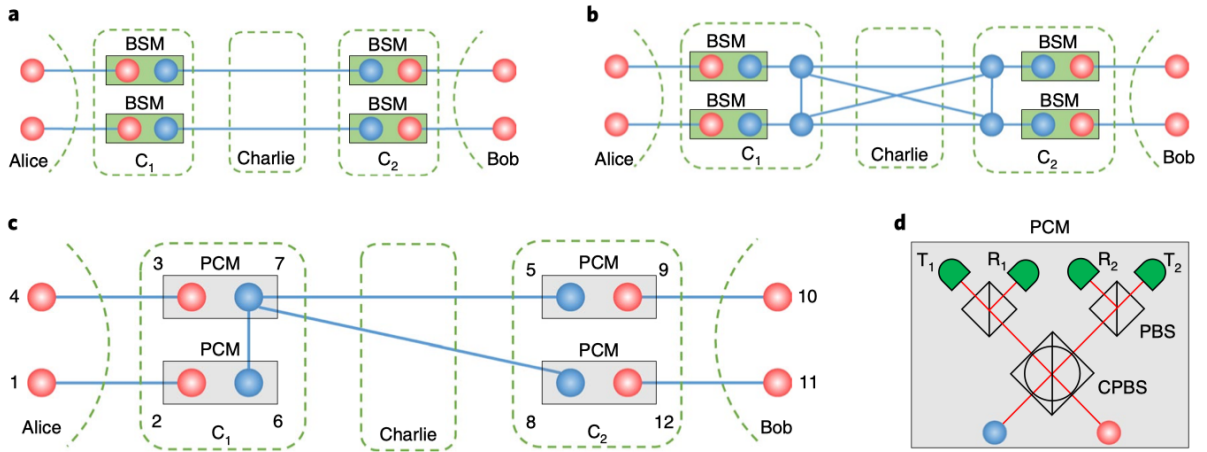 a
BSM BSM
BSM BSM
Alice C₁ Charlie C₂ Bob
b
BSM BSM
BSM BSM
Alice C₁ Charlie C₂ Bob
c
3 PCM 7 5 PCM 9
4 10
PCM PCM
1 11
2 6 8 12
Alice C₁ Charlie C₂ Bob
d
PCM
T₁ R₁ R₂ T₂
PBS
CPBS